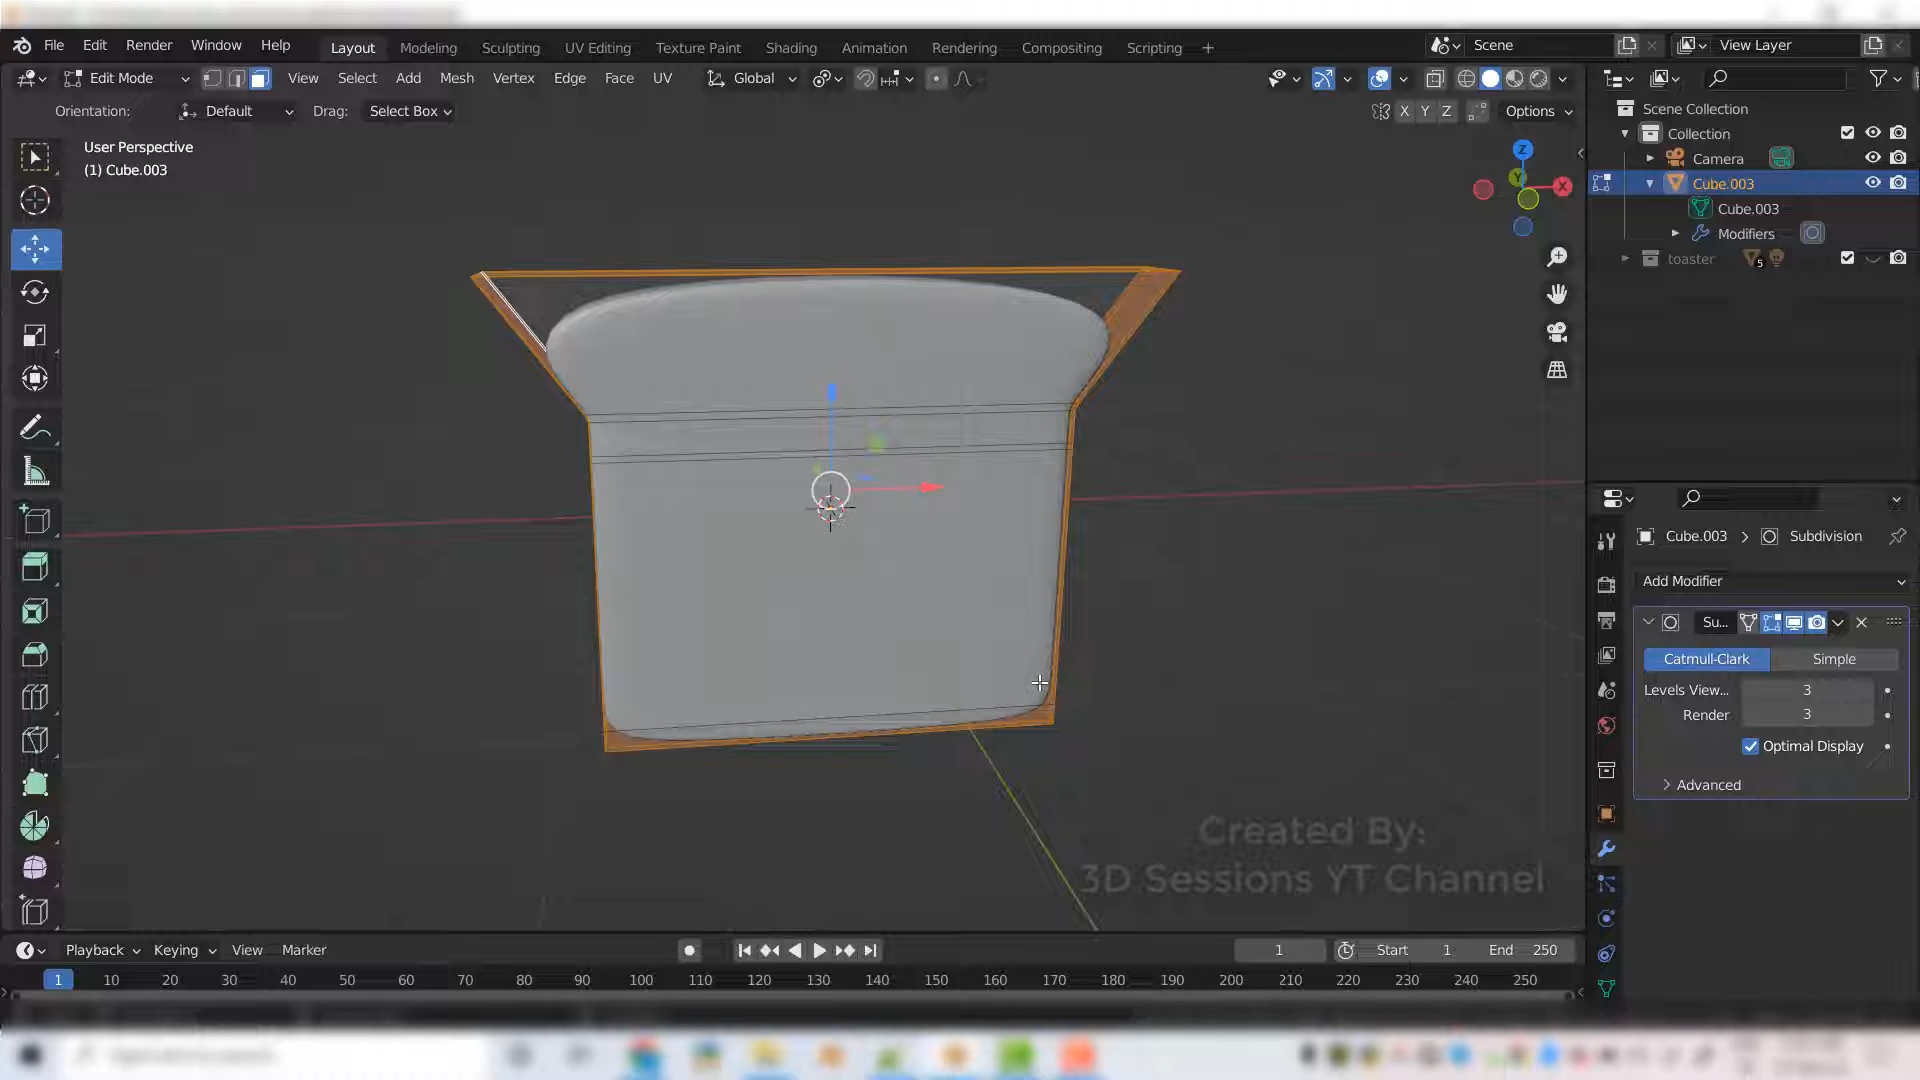 File Edit Render Window Help Layout Modeling Sculpting UV Editing Texture Paint Shading Animation Rendering Compositing Scripting + Scene View Layer
Edit Mode View Select Add Mesh Vertex Edge Face UV Global
Orientation: Default Drag: Select Box X Y Z Options
User Perspective
(1) Cube.003
Z
Y
X
Scene Collection
Collection
Camera
Cube.003
Cube.003
Modifiers
toaster 5
Cube.003 > Subdivision
Add Modifier
Su...
Catmull-Clark Simple
Levels View... 3
Render 3
Optimal Display
Advanced
Created By:
3D Sessions YT Channel
Playback Keying View Marker 1 Start 1 End 250
1 10 20 30 40 50 60 70 80 90 100 110 120 130 140 150 160 170 180 190 200 210 220 230 240 250